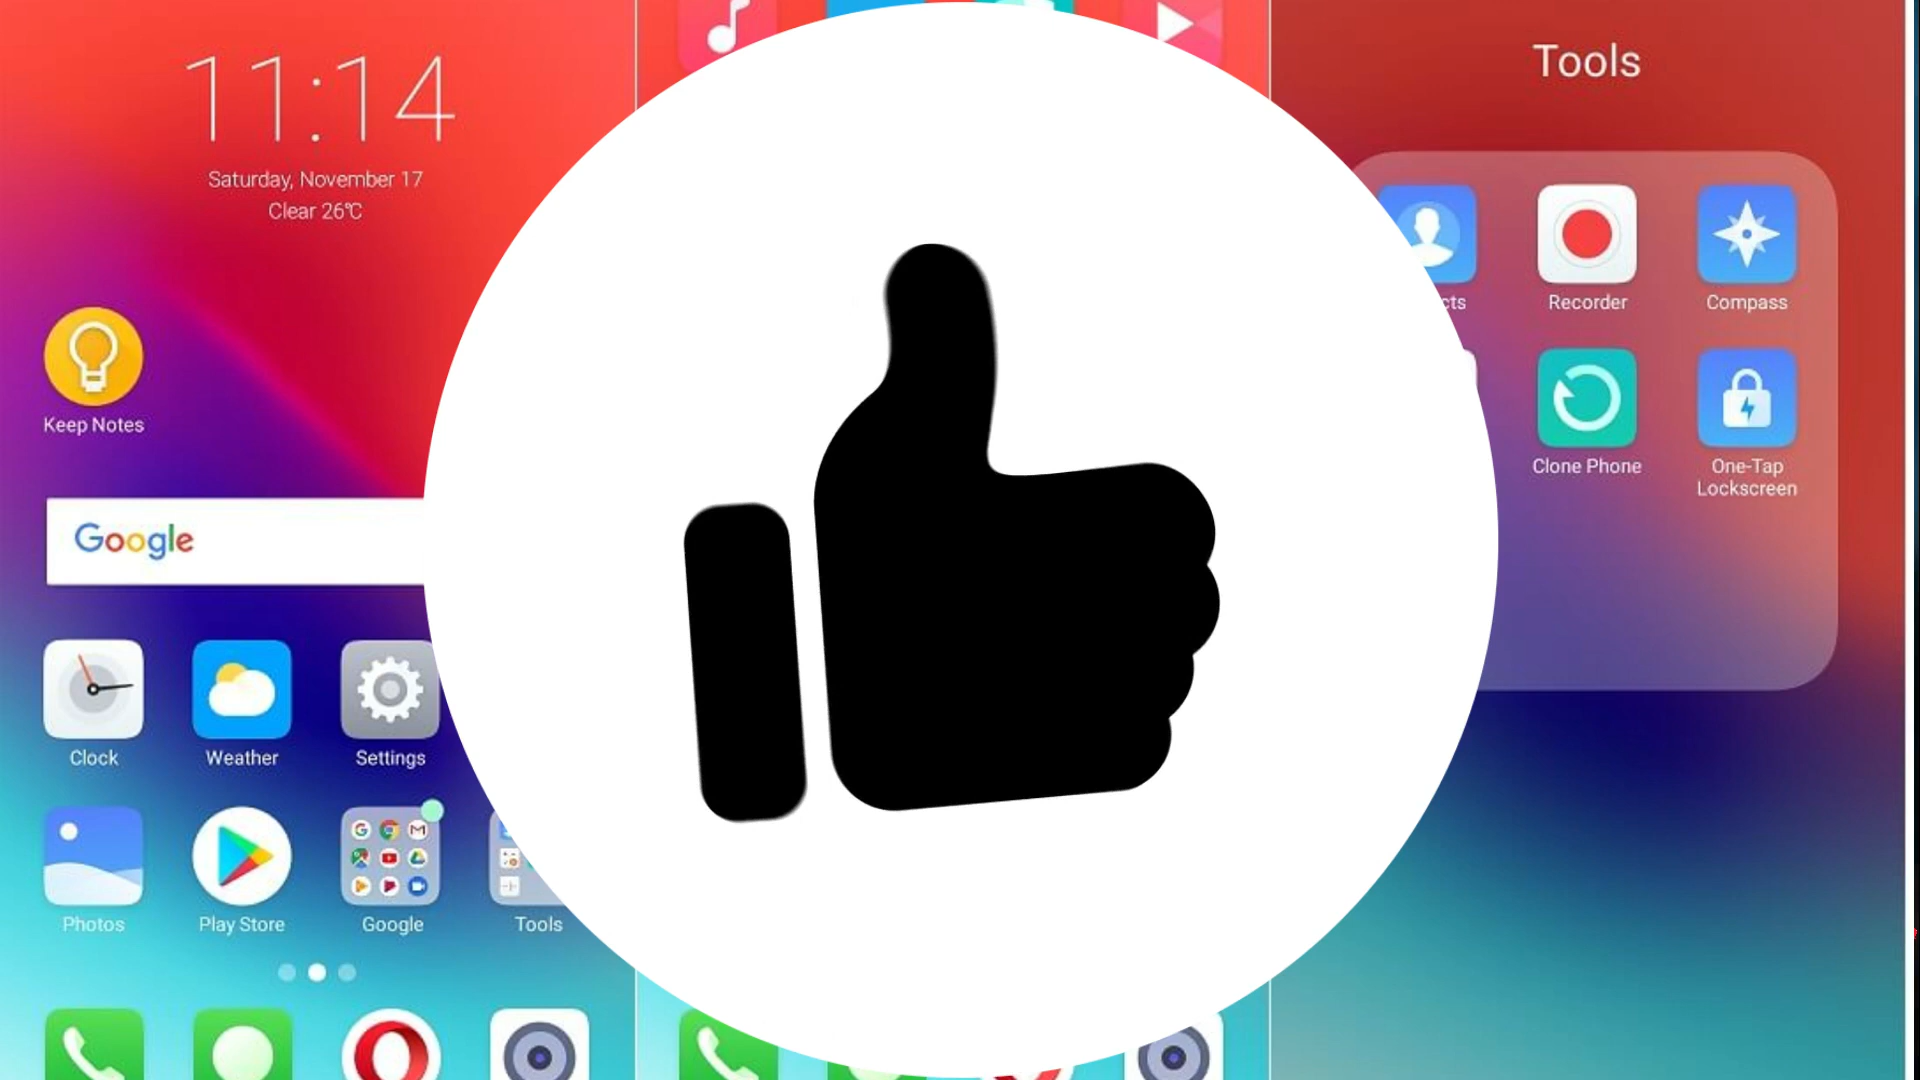 11:14
Saturday, November 17
Clear 26℃
Keep Notes
Google
Clock
Weather
Settings
Photos
Play Store
Google
Tools
Tools
Recorder
Compass
Clone Phone
One-Tap
Lockscreen